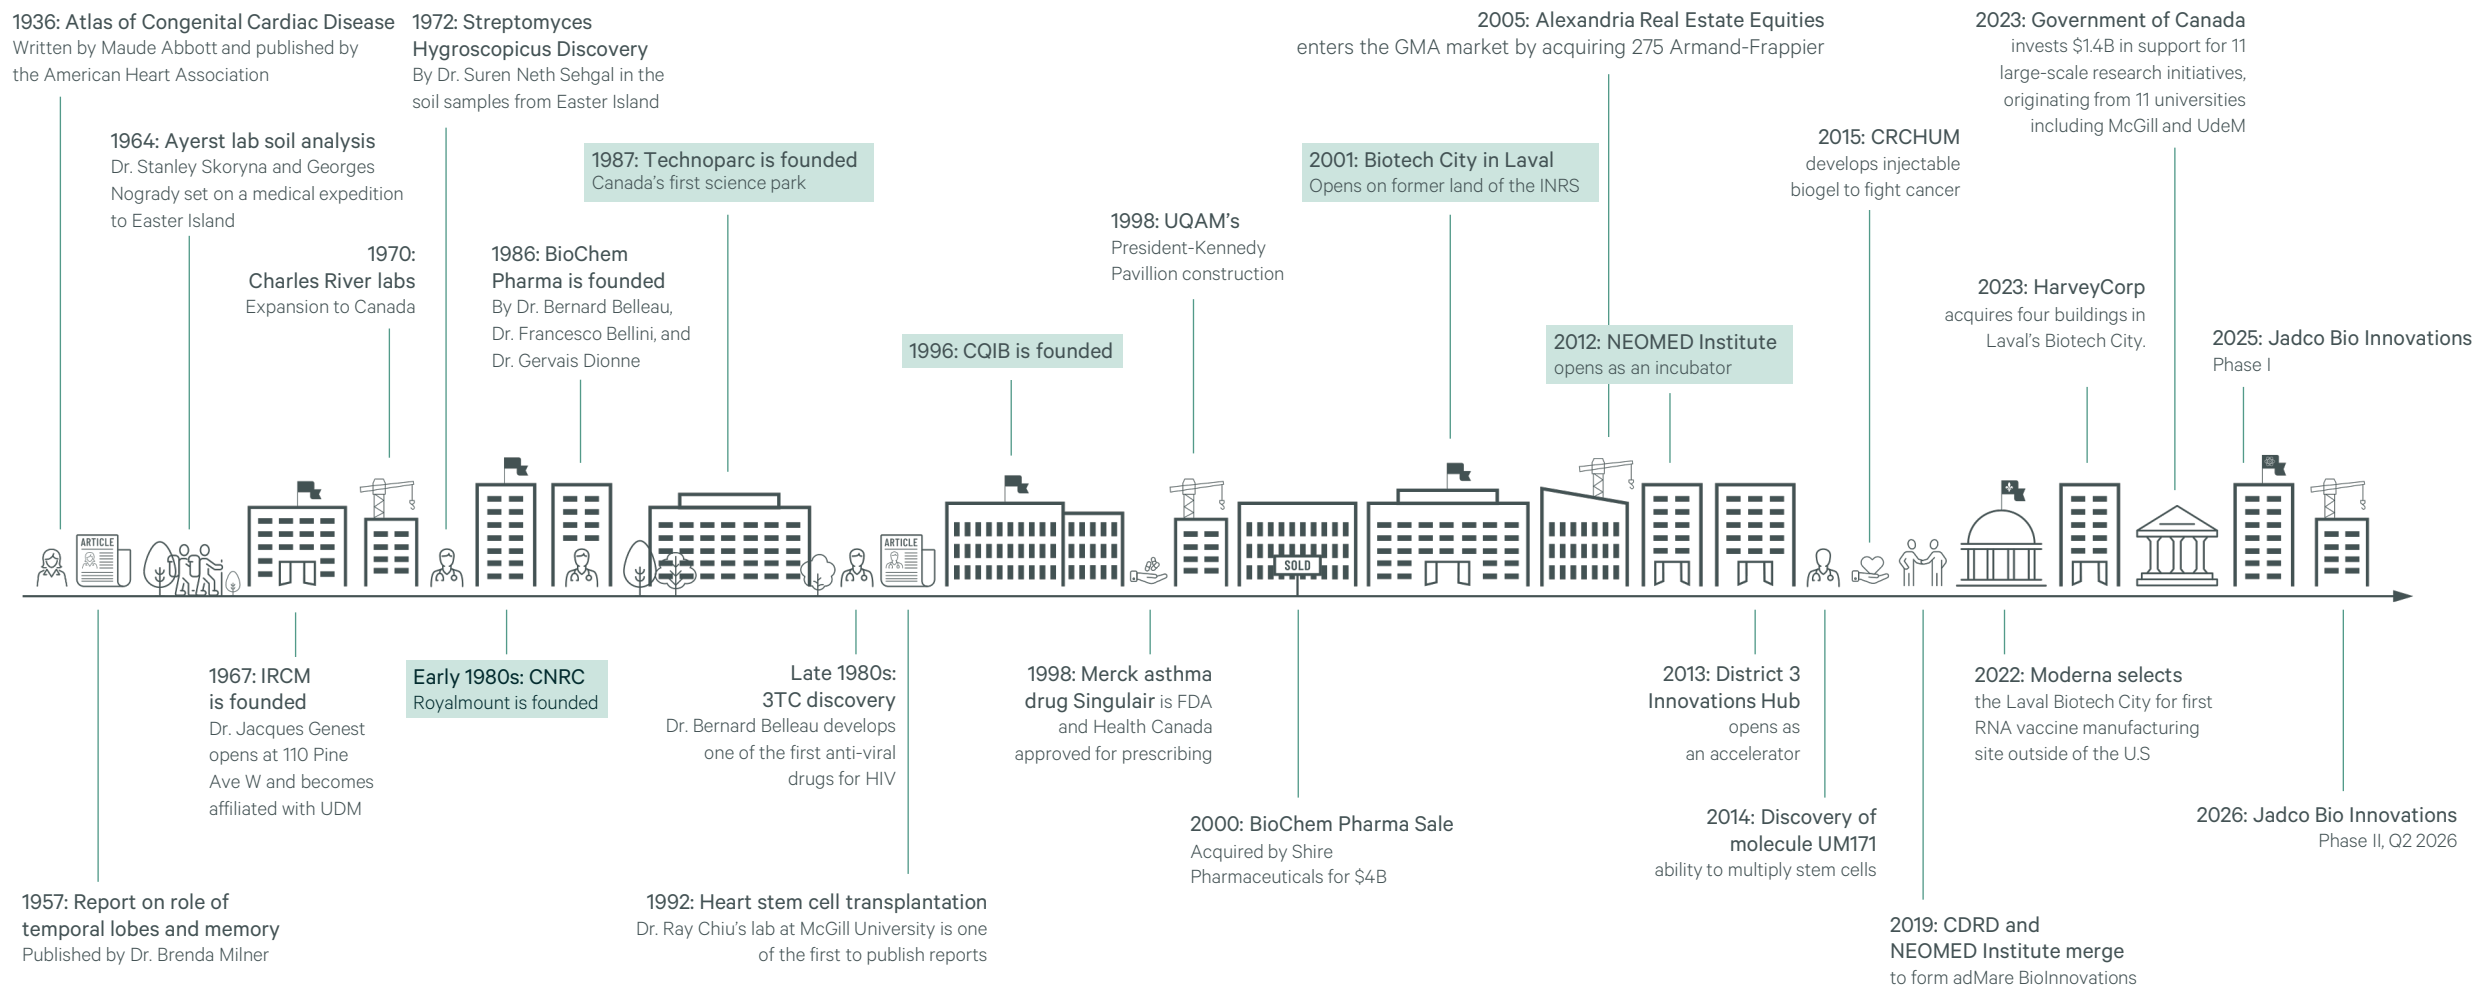 1936: Atlas of Congenital Cardiac Disease
Written by Maude Abbott and published by
the American Heart Association
1964: Ayerst lab soil analysis
Dr. Stanley Skoryna and Georges
Nogrady set on a medical expedition
to Easter Island
1970:
Charles River labs
Expansion to Canada
1972: Streptomyces
Hygroscopicus Discovery
By Dr. Suren Neth Sehgal in the
soil samples from Easter Island
1986: BioChem
Pharma is founded
By Dr. Bernard Belleau,
Dr. Francesco Bellini, and
Dr. Gervais Dionne
1987: Technoparc is founded
Canada's first science park
1996: CQIB is founded
1998: UQAM's
President-Kennedy
Pavillion construction
2001: Biotech City in Laval
Opens on former land of the INRS
2005: Alexandria Real Estate Equities
enters the GMA market by acquiring 275 Armand-Frappier
2012: NEOMED Institute
opens as an incubator
2015: CRCHUM
develops injectable
biogel to fight cancer
2023: HarveyCorp
acquires four buildings in
Laval's Biotech City.
2023: Government of Canada
invests $1.4B in support for 11
large-scale research initiatives,
originating from 11 universities
including McGill and UdeM
2025: Jadco Bio Innovations
Phase I
ARTICLE
ARTICLE
SOLD
1957: Report on role of
temporal lobes and memory
Published by Dr. Brenda Milner
1967: IRCM
is founded
Dr. Jacques Genest
opens at 110 Pine
Ave W and becomes
affiliated with UDM
Early 1980s: CNRC
Royalmount is founded
Late 1980s:
3TC discovery
Dr. Bernard Belleau develops
one of the first anti-viral
drugs for HIV
1992: Heart stem cell transplantation
Dr. Ray Chiu's lab at McGill University is one
of the first to publish reports
1998: Merck asthma
drug Singulair is FDA
and Health Canada
approved for prescribing
2000: BioChem Pharma Sale
Acquired by Shire
Pharmaceuticals for $4B
2013: District 3
Innovations Hub
opens as
an accelerator
2014: Discovery of
molecule UM171
ability to multiply stem cells
2019: CDRD and
NEOMED Institute merge
to form adMare BioInnovations
2022: Moderna selects
the Laval Biotech City for first
RNA vaccine manufacturing
site outside of the U.S
2026: Jadco Bio Innovations
Phase II, Q2 2026